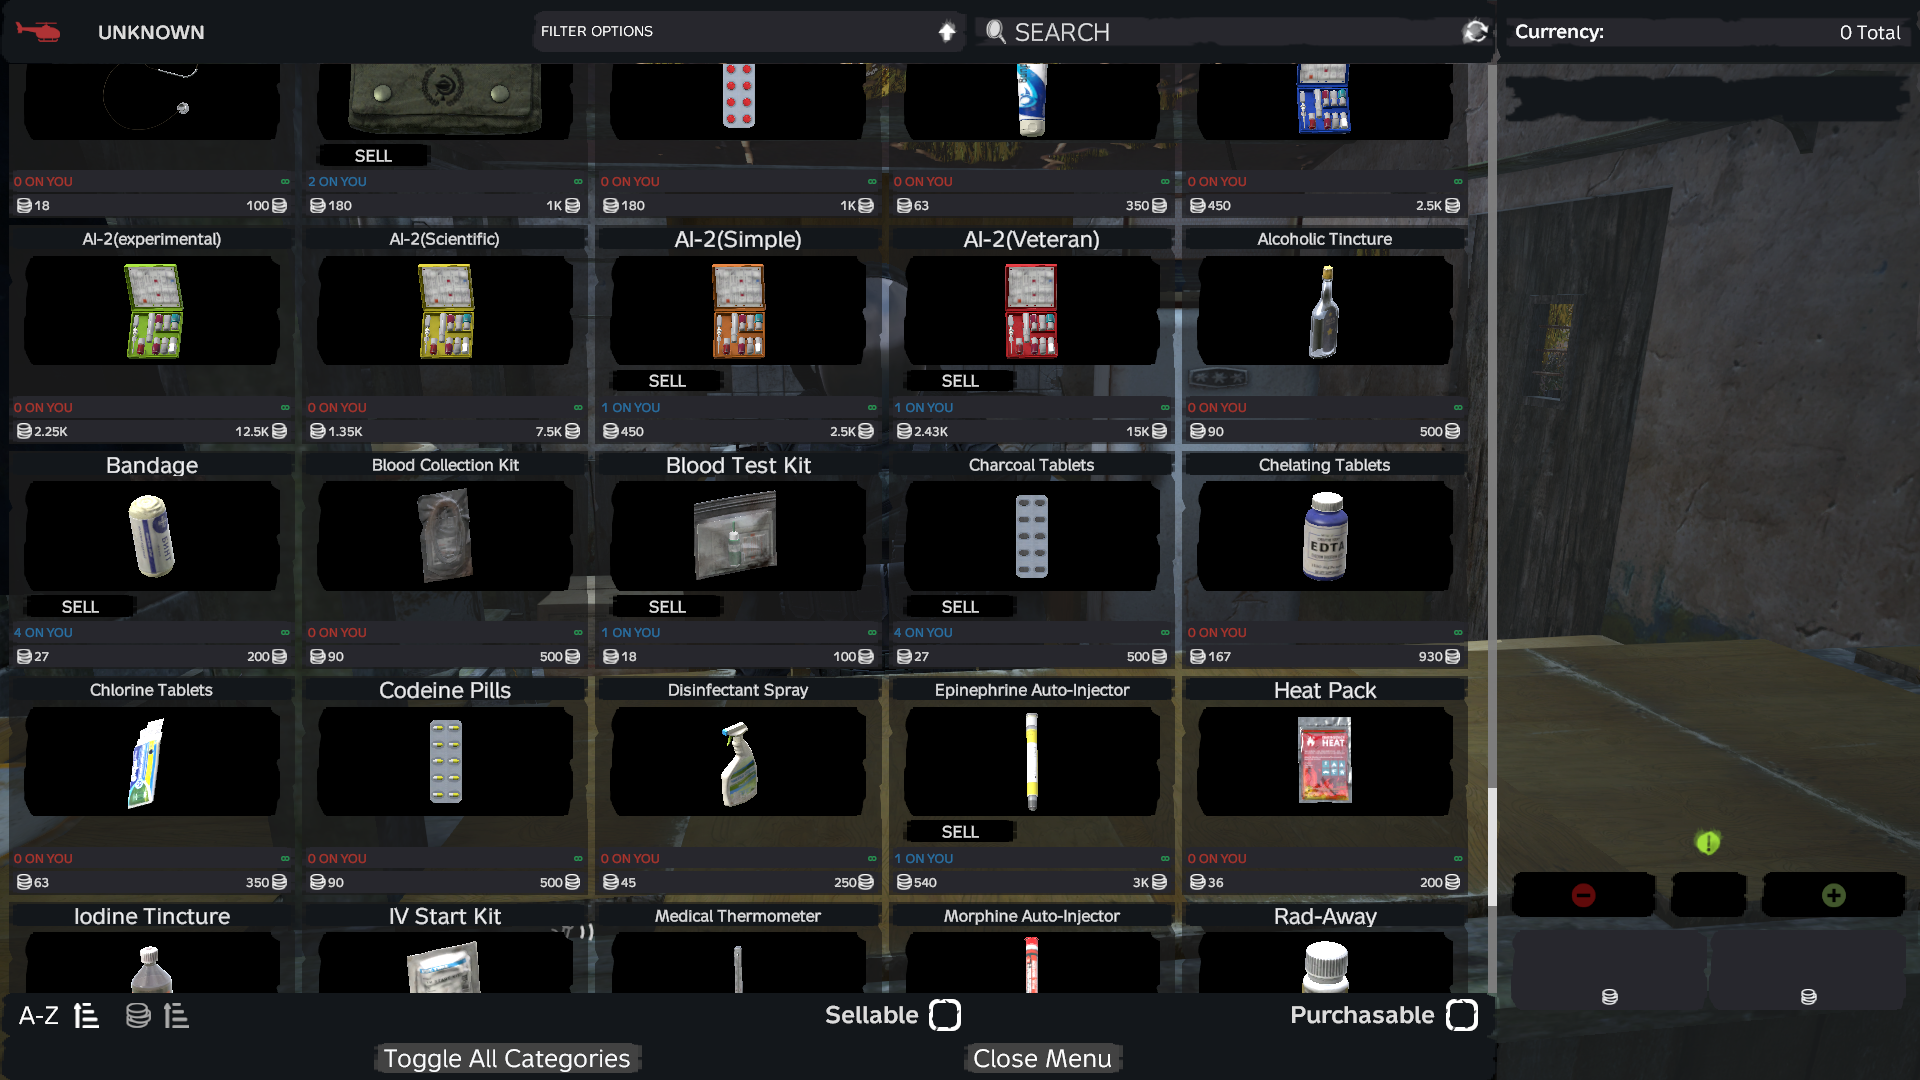 UNKNOWN
FILTER OPTIONS
SEARCH
Currency:
0 Total
SELL
0 ON YOU
2 ON YOU
0 ON YOU
0 ON YOU
0 ON YOU
18 100
180 1K
180 1K
63 350
450 2.5K
AI-2(experimental)
AI-2(Scientific)
AI-2(Simple)
AI-2(Veteran)
Alcoholic Tincture
SELL
SELL
0 ON YOU
0 ON YOU
1 ON YOU
1 ON YOU
0 ON YOU
2.25K 12.5K
1.35K 7.5K
450 2.5K
2.43K 15K
90 500
Bandage
Blood Collection Kit
Blood Test Kit
Charcoal Tablets
Chelating Tablets
EDTA
SELL
SELL
SELL
4 ON YOU
0 ON YOU
1 ON YOU
4 ON YOU
0 ON YOU
27 200
90 500
18 100
27 500
167 930
Chlorine Tablets
Codeine Pills
Disinfectant Spray
Epinephrine Auto-Injector
Heat Pack
HEAT
SELL
0 ON YOU
0 ON YOU
0 ON YOU
1 ON YOU
0 ON YOU
63 350
90 500
45 250
540 3K
36 200
Iodine Tincture
IV Start Kit
Medical Thermometer
Morphine Auto-Injector
Rad-Away
A-Z
Sellable
Purchasable
Toggle All Categories
Close Menu